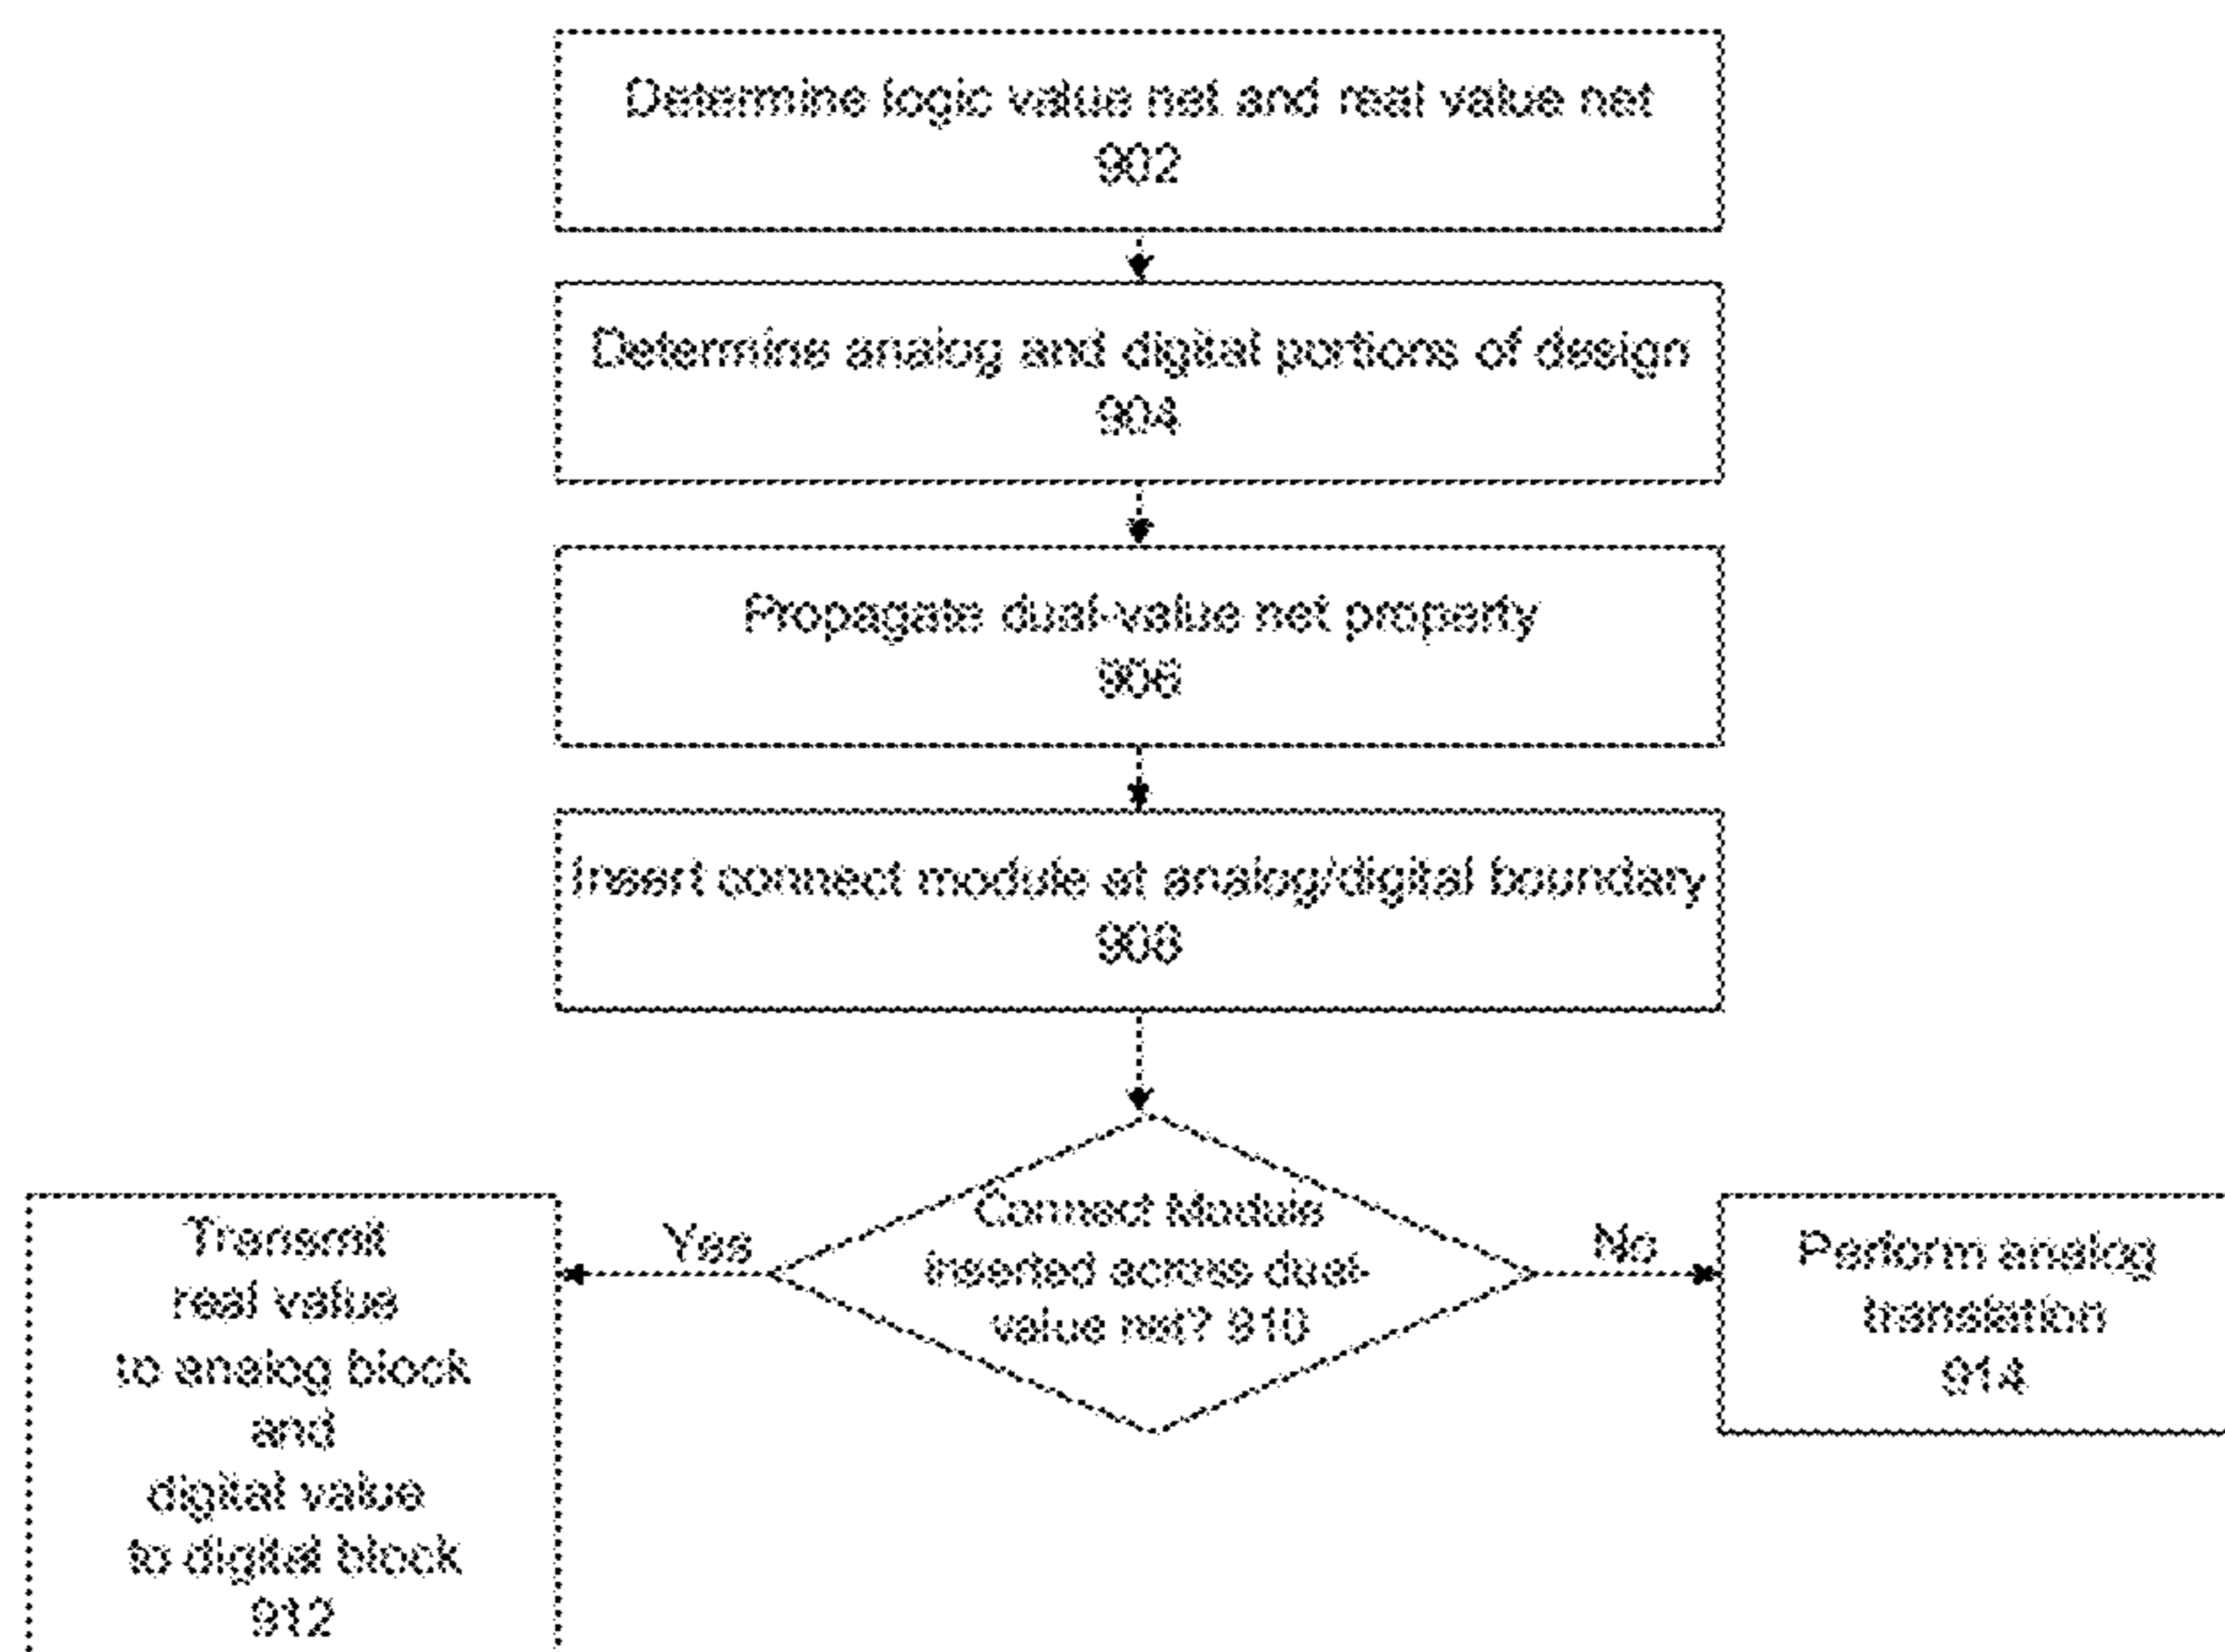 Determine logic value net and real value net
902
Determine analog and digital portions of design
904
Propagate dual-value net property
906
Insert connect module at analog/digital boundary
908
Connect Module
inserted across dual-
value net? 910
Yes
No
Transmit
real value
to analog block
and
digital value
to digital block
912
Perform analog
translation
914